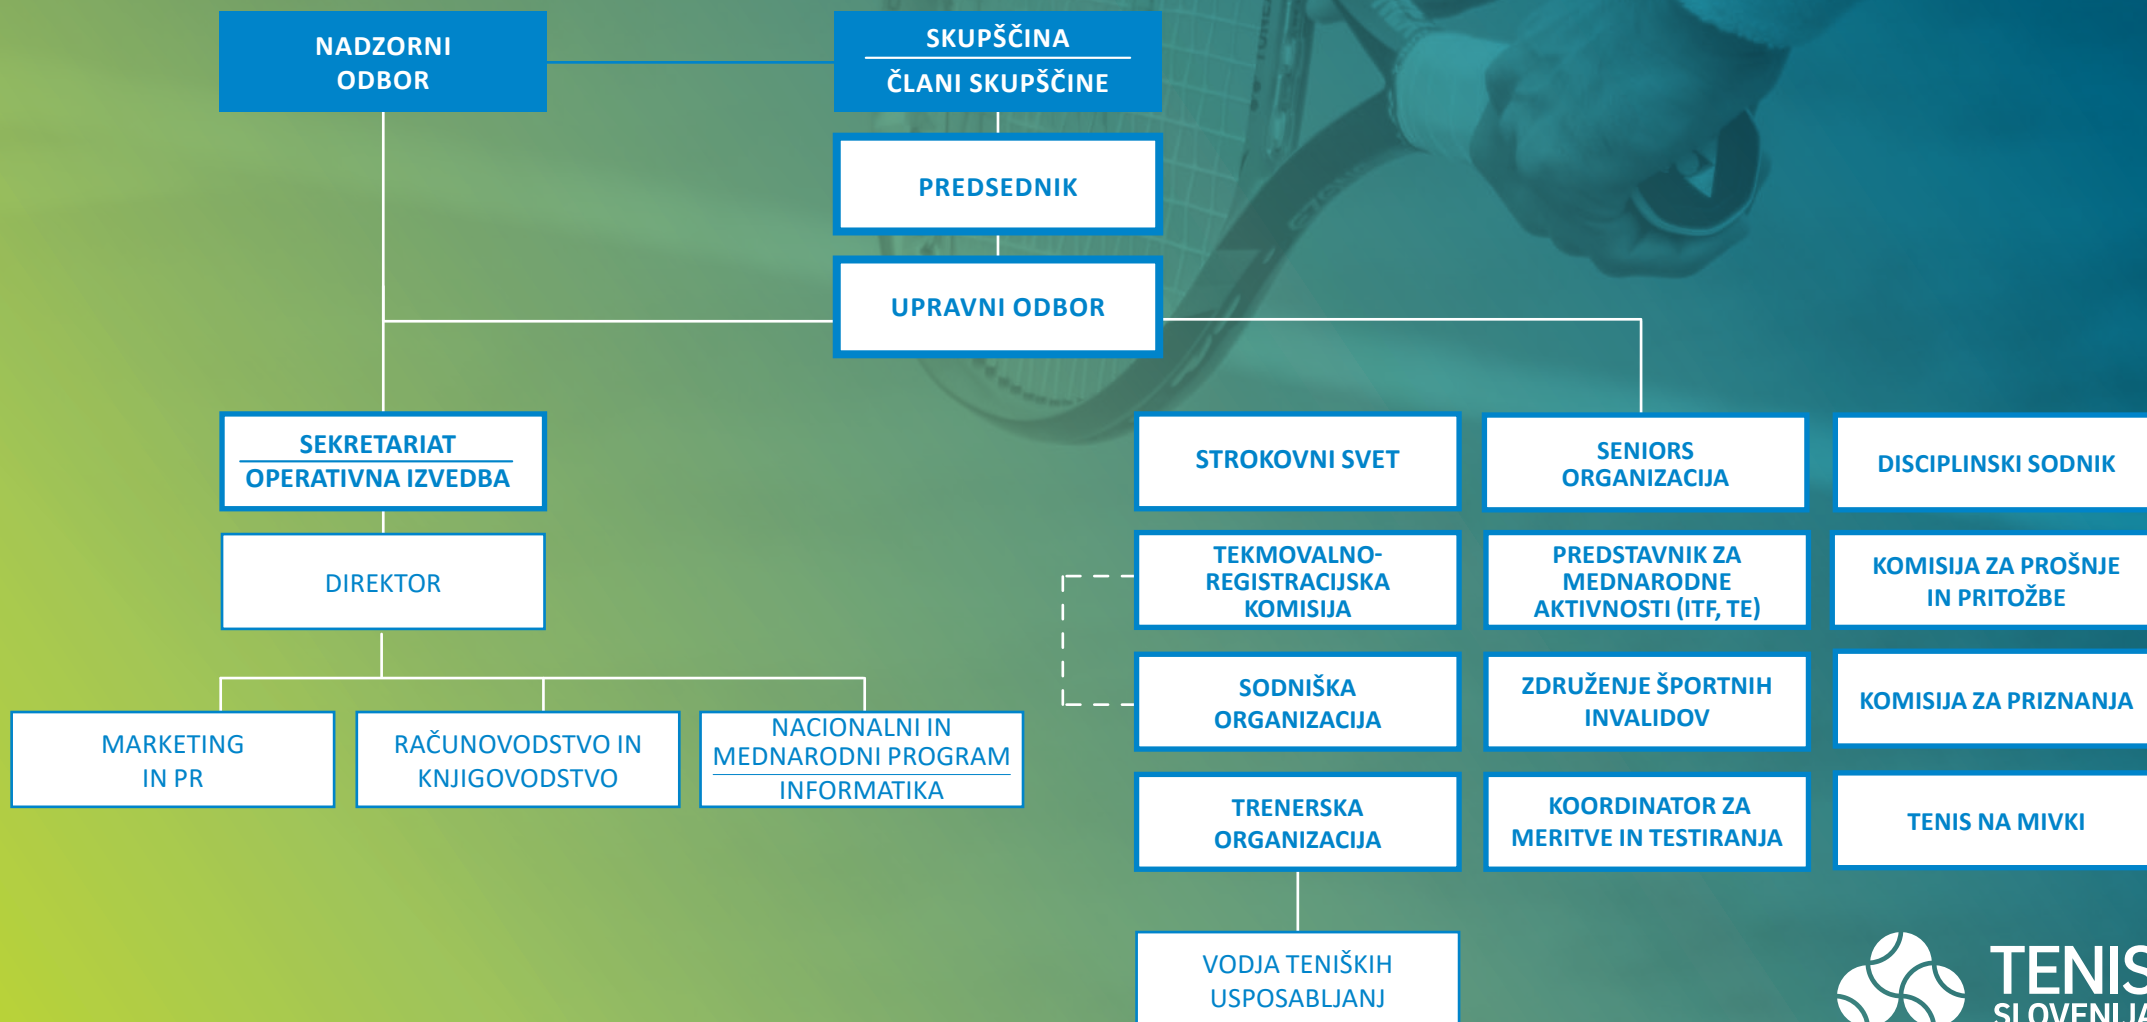 NADZORNI
ODBOR
SKUPŠČINA
ČLANI SKUPŠČINE
PREDSEDNIK
UPRAVNI ODBOR
SEKRETARIAT
OPERATIVNA IZVEDBA
DIREKTOR
MARKETING
IN PR
RAČUNOVODSTVO IN
KNJIGOVODSTVO
NACIONALNI IN
MEDNARODNI PROGRAM
INFORMATIKA
STROKOVNI SVET
SENIORS
ORGANIZACIJA
DISCIPLINSKI SODNIK
TEKMOVALNO-
REGISTRACIJSKA
KOMISIJA
PREDSTAVNIK ZA
MEDNARODNE
AKTIVNOSTI (ITF, TE)
KOMISIJA ZA PROŠNJE
IN PRITOŽBE
SODNIŠKA
ORGANIZACIJA
ZDRUŽENJE ŠPORTNIH
INVALIDOV
KOMISIJA ZA PRIZNANJA
TRENERSKA
ORGANIZACIJA
KOORDINATOR ZA
MERITVE IN TESTIRANJA
TENIS NA MIVKI
VODJA TENIŠKIH
USPOSABLJANJ
TENIS
SLOVENIJA